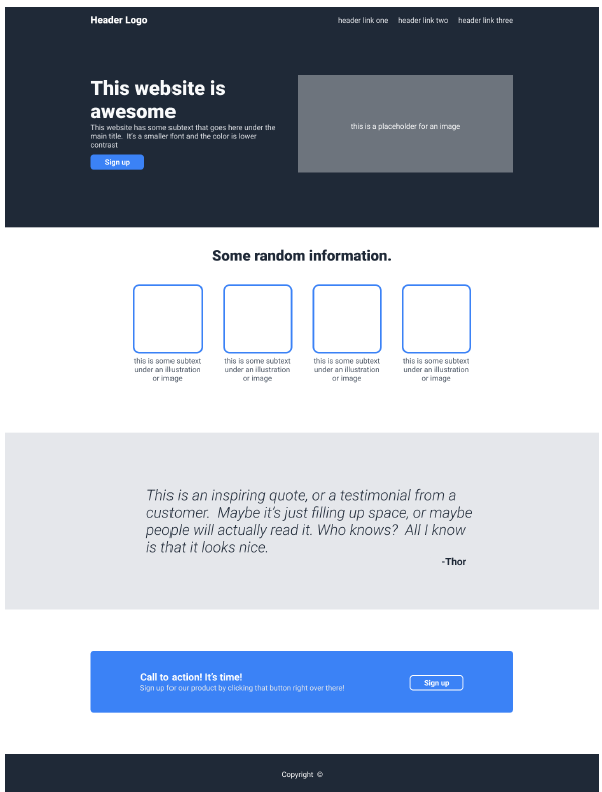 Header Logo
header link one
header link two
header link three
This website is
awesome
This website has some subtext that goes here under the
main title.  It's a smaller font and the color is lower
contrast
Sign up
this is a placeholder for an image
Some random information.
this is some subtext
under an illustration
or image
this is some subtext
under an illustration
or image
this is some subtext
under an illustration
or image
this is some subtext
under an illustration
or image
This is an inspiring quote, or a testimonial from a
customer.  Maybe it's just filling up space, or maybe
people will actually read it. Who knows?  All I know
is that it looks nice.
-Thor
Call to action! It's time!
Sign up for our product by clicking that button right over there!
Sign up
Copyright ©